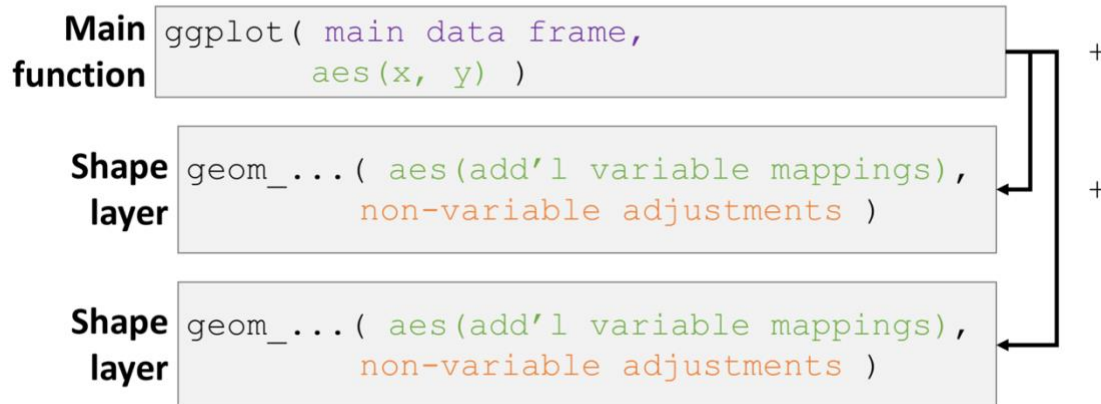 Main function
ggplot( main data frame,
aes(x, y) )
+
Shape layer
geom_...( aes(add’l variable mappings),
non-variable adjustments )
+
Shape layer
geom_...( aes(add’l variable mappings),
non-variable adjustments )